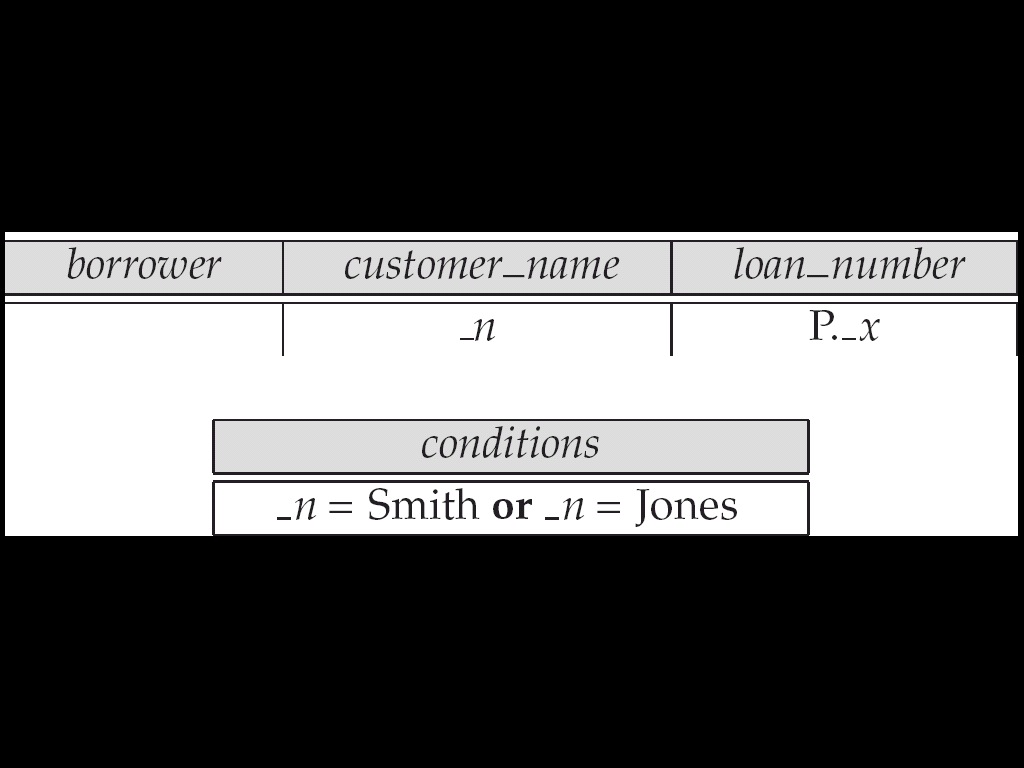 borrower customer_name loan_number
_n P._x
conditions
_n = Smith or _n = Jones